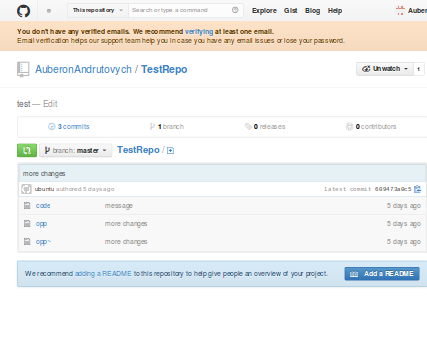 This repository Search or type a command Explore Gist Blog Help Auber
You don't have any verified emails. We recommend verifying at least one email.
Email verification helps our support team help you in case you have any email issues or lose your password.
AuberonAndrutovych / TestRepo Unwatch 1
test — Edit
3 commits 1 branch 0 releases 0 contributors
branch: master TestRepo /
more changes
ubuntu authored 5 days ago latest commit 609473a0c5
code message 5 days ago
opp more changes 5 days ago
opp~ more changes 5 days ago
We recommend adding a README to this repository to help give people an overview of your project. Add a README